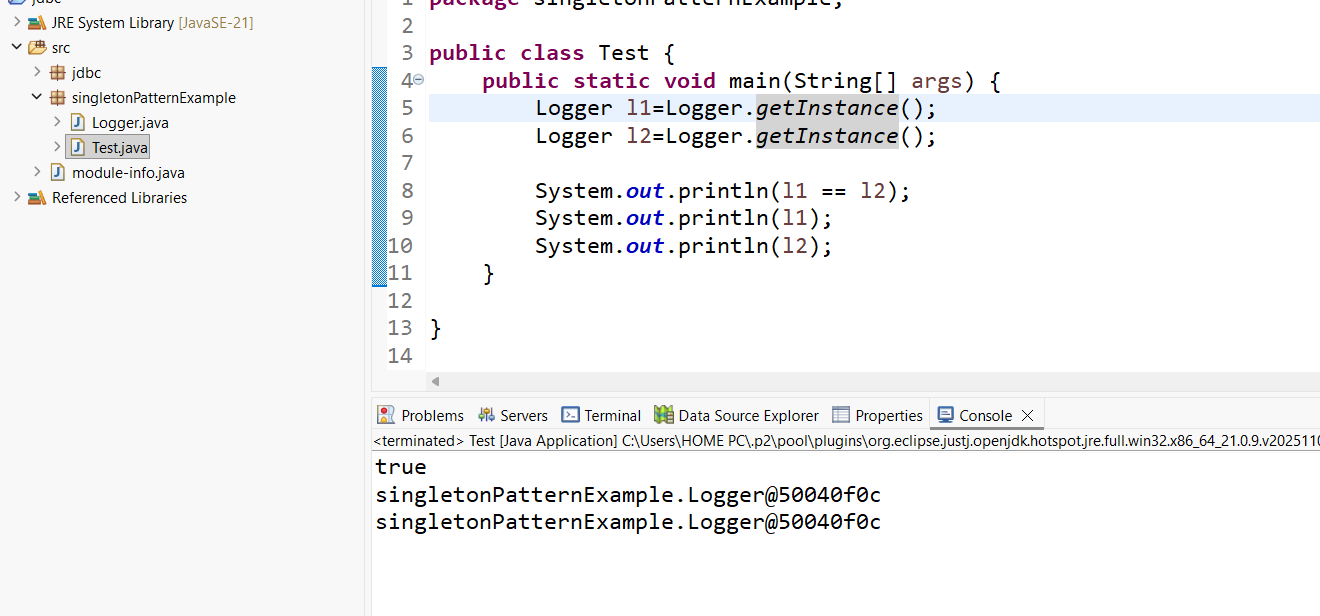 jdbc
JRE System Library [JavaSE-21]
src
jdbc
singletonPatternExample
Logger.java
Test.java
module-info.java
Referenced Libraries
1 package singletonPatternExample;
2
3 public class Test {
4     public static void main(String[] args) {
5         Logger l1=Logger.getInstance();
6         Logger l2=Logger.getInstance();
7
8         System.out.println(l1 == l2);
9         System.out.println(l1);
10         System.out.println(l2);
11     }
12
13 }
14
Problems Servers Terminal Data Source Explorer Properties Console
<terminated> Test [Java Application] C:\Users\HOME PC\.p2\pool\plugins\org.eclipse.justj.openjdk.hotspot.jre.full.win32.x86_64_21.0.9.v2025110
true
singletonPatternExample.Logger@50040f0c
singletonPatternExample.Logger@50040f0c